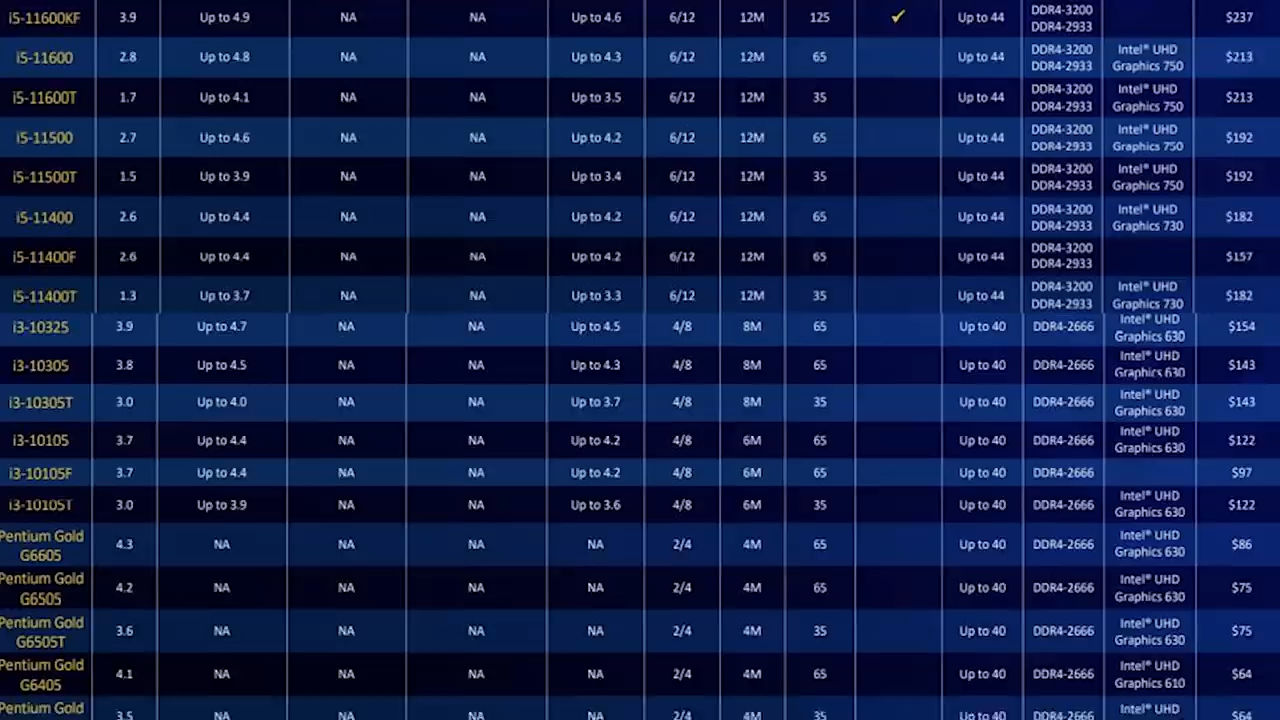 i5-11600KF 3.9 Up to 4.9 NA NA Up to 4.6 6/12 12M 125 ✓ Up to 44 DDR4-3200 DDR4-2933 $237
i5-11600 2.8 Up to 4.8 NA NA Up to 4.3 6/12 12M 65 Up to 44 DDR4-3200 DDR4-2933 Intel® UHD Graphics 750 $213
i5-11600T 1.7 Up to 4.1 NA NA Up to 3.5 6/12 12M 35 Up to 44 DDR4-3200 DDR4-2933 Intel® UHD Graphics 750 $213
i5-11500 2.7 Up to 4.6 NA NA Up to 4.2 6/12 12M 65 Up to 44 DDR4-3200 DDR4-2933 Intel® UHD Graphics 750 $192
i5-11500T 1.5 Up to 3.9 NA NA Up to 3.4 6/12 12M 35 Up to 44 DDR4-3200 DDR4-2933 Intel® UHD Graphics 750 $192
i5-11400 2.6 Up to 4.4 NA NA Up to 4.2 6/12 12M 65 Up to 44 DDR4-3200 DDR4-2933 Intel® UHD Graphics 730 $182
i5-11400F 2.6 Up to 4.4 NA NA Up to 4.2 6/12 12M 65 Up to 44 DDR4-3200 DDR4-2933 $157
i5-11400T 1.3 Up to 3.7 NA NA Up to 3.3 6/12 12M 35 Up to 44 DDR4-3200 DDR4-2933 Intel® UHD Graphics 730 $182
i3-10325 3.9 Up to 4.7 NA NA Up to 4.5 4/8 8M 65 Up to 40 DDR4-2666 Intel® UHD Graphics 630 $154
i3-10305 3.8 Up to 4.5 NA NA Up to 4.3 4/8 8M 65 Up to 40 DDR4-2666 Intel® UHD Graphics 630 $143
i3-10305T 3.0 Up to 4.0 NA NA Up to 3.7 4/8 8M 35 Up to 40 DDR4-2666 Intel® UHD Graphics 630 $143
i3-10105 3.7 Up to 4.4 NA NA Up to 4.2 4/8 6M 65 Up to 40 DDR4-2666 Intel® UHD Graphics 630 $122
i3-10105F 3.7 Up to 4.4 NA NA Up to 4.2 4/8 6M 65 Up to 40 DDR4-2666 $97
i3-10105T 3.0 Up to 3.9 NA NA Up to 3.6 4/8 6M 35 Up to 40 DDR4-2666 Intel® UHD Graphics 630 $122
Pentium Gold G6605 4.3 NA NA NA NA 2/4 4M 65 Up to 40 DDR4-2666 Intel® UHD Graphics 630 $86
Pentium Gold G6505 4.2 NA NA NA NA 2/4 4M 65 Up to 40 DDR4-2666 Intel® UHD Graphics 630 $75
Pentium Gold G6505T 3.6 NA NA NA NA 2/4 4M 35 Up to 40 DDR4-2666 Intel® UHD Graphics 630 $75
Pentium Gold G6405 4.1 NA NA NA NA 2/4 4M 65 Up to 40 DDR4-2666 Intel® UHD Graphics 610 $64
Pentium Gold 3.5 NA NA NA NA 2/4 4M 35 Up to 40 DDR4-2666 Intel® UHD $64